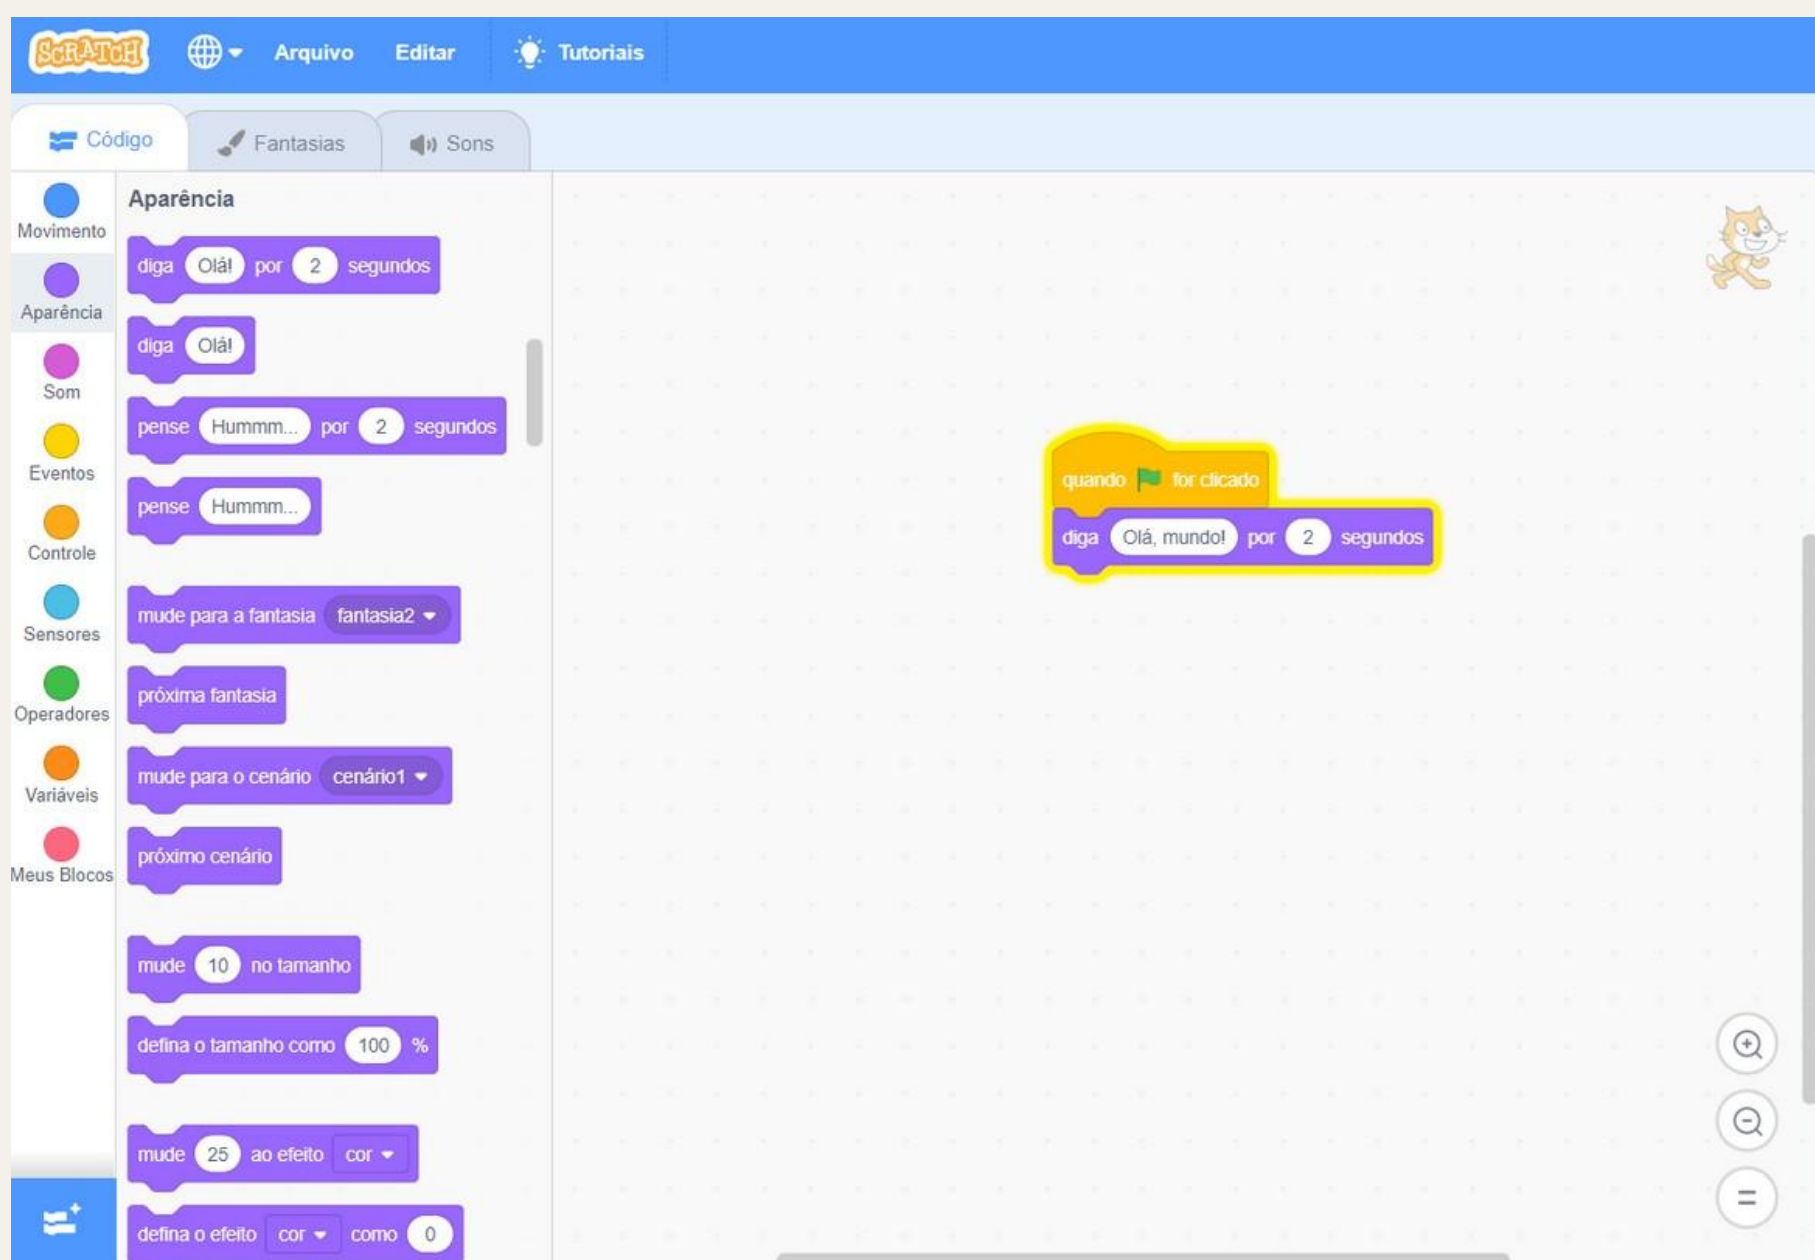 SCRATCH Arquivo Editar Tutoriais
Código Fantasias Sons
Movimento
Aparência
Som
Eventos
Controle
Sensores
Operadores
Variáveis
Meus Blocos
Aparência
diga Olá! por 2 segundos
diga Olá!
pense Hummm... por 2 segundos
pense Hummm...
mude para a fantasia fantasia2
próxima fantasia
mude para o cenário cenário1
próximo cenário
mude 10 no tamanho
defina o tamanho como 100 %
mude 25 ao efeito cor
defina o efeito cor como 0
quando for clicado
diga Olá, mundo! por 2 segundos